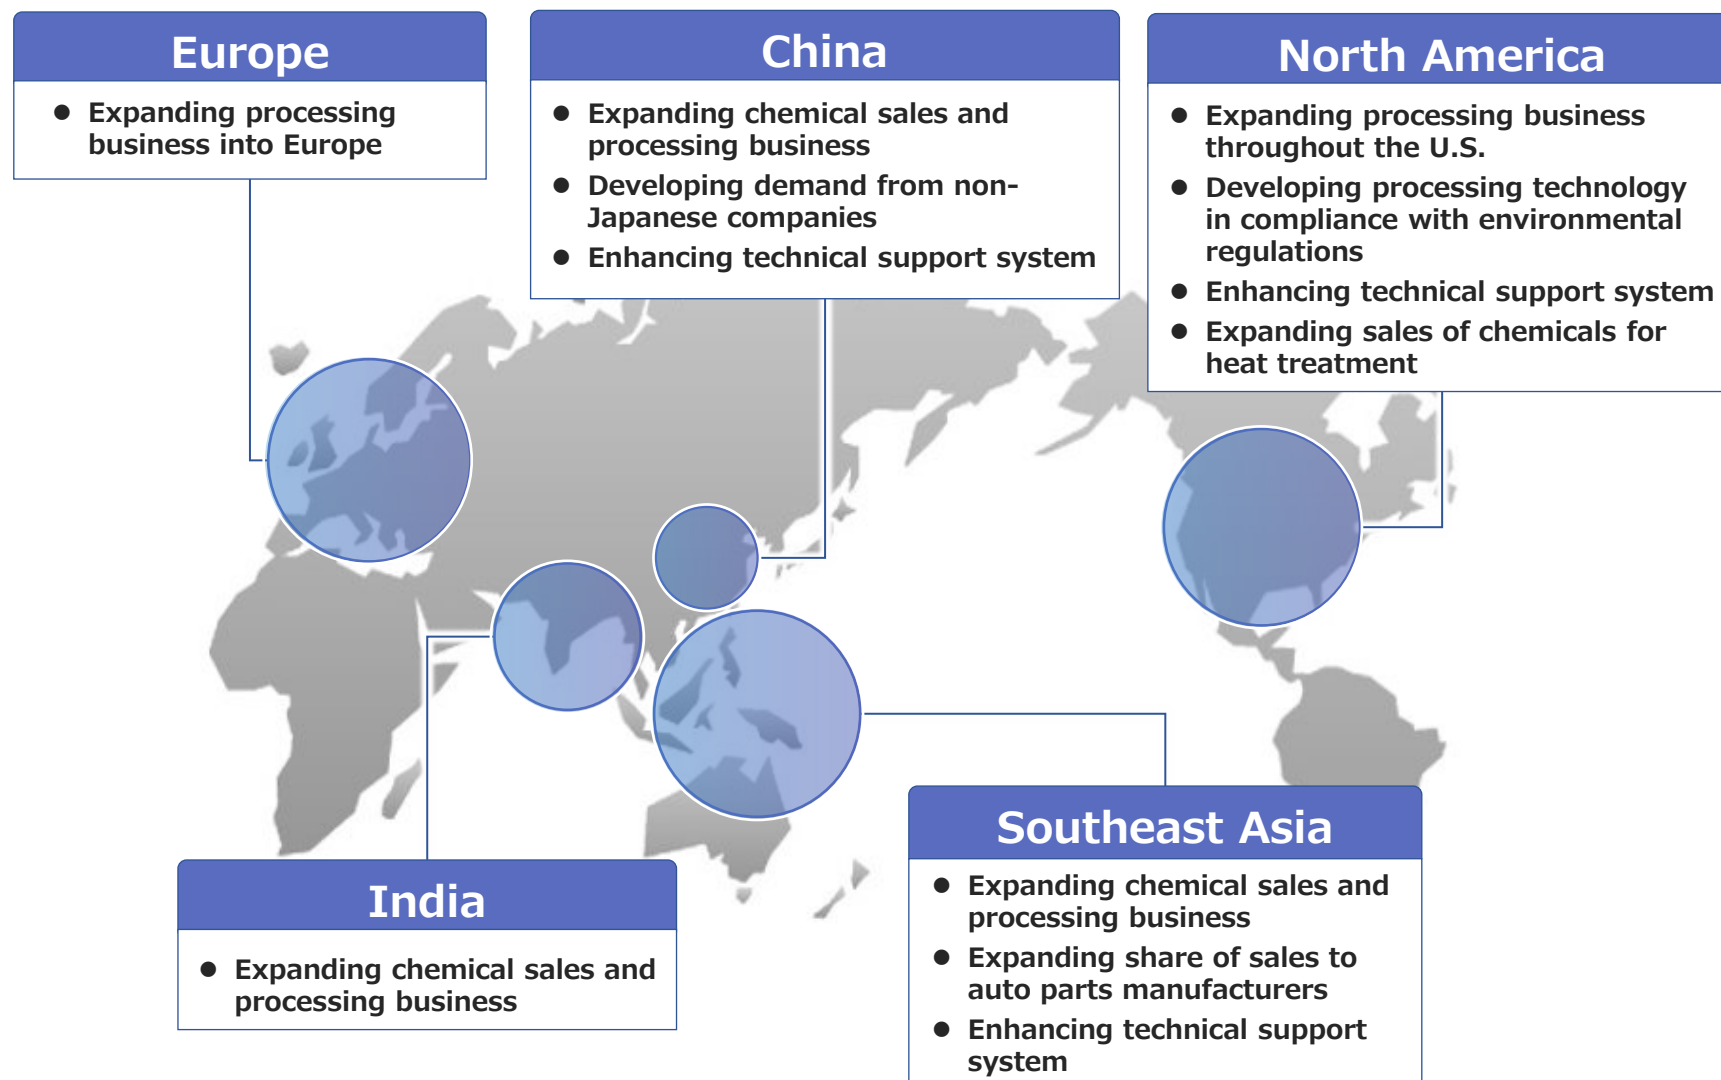 Europe
● Expanding processing
business into Europe
China
● Expanding chemical sales and
processing business
● Developing demand from non-
Japanese companies
● Enhancing technical support system
North America
● Expanding processing business
throughout the U.S.
● Developing processing technology
in compliance with environmental
regulations
● Enhancing technical support system
● Expanding sales of chemicals for
heat treatment
India
● Expanding chemical sales and
processing business
Southeast Asia
● Expanding chemical sales and
processing business
● Expanding share of sales to
auto parts manufacturers
● Enhancing technical support
system